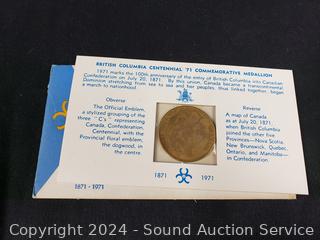 BRITISH COLUMBIA CENTENNIAL '71 COMMEMORATIVE MEDALLION
1971 marks the 100th anniversary of the entry of British Columbia into Canadian
Confederation on July 20, 1871. By this union, Canada became a transcontinental
Dominion stretching from sea to sea and her peoples, thus linked together, began
a march to nationhood.
Obverse
The Official Emblem,
a stylized grouping of the
three "C's" representing
Canada, Confederation,
Centennial, with the
Provincial floral emblem,
the dogwood, in
the centre.
Reverse
A map of Canada
as at July 20, 1871,
when British Columbia
joined the other five
Provinces—Nova Scotia,
New Brunswick, Quebec,
Ontario, and Manitoba—
in Confederation.
1871 1971
1871 - 1971
Copyright 2024 - Sound Auction Service